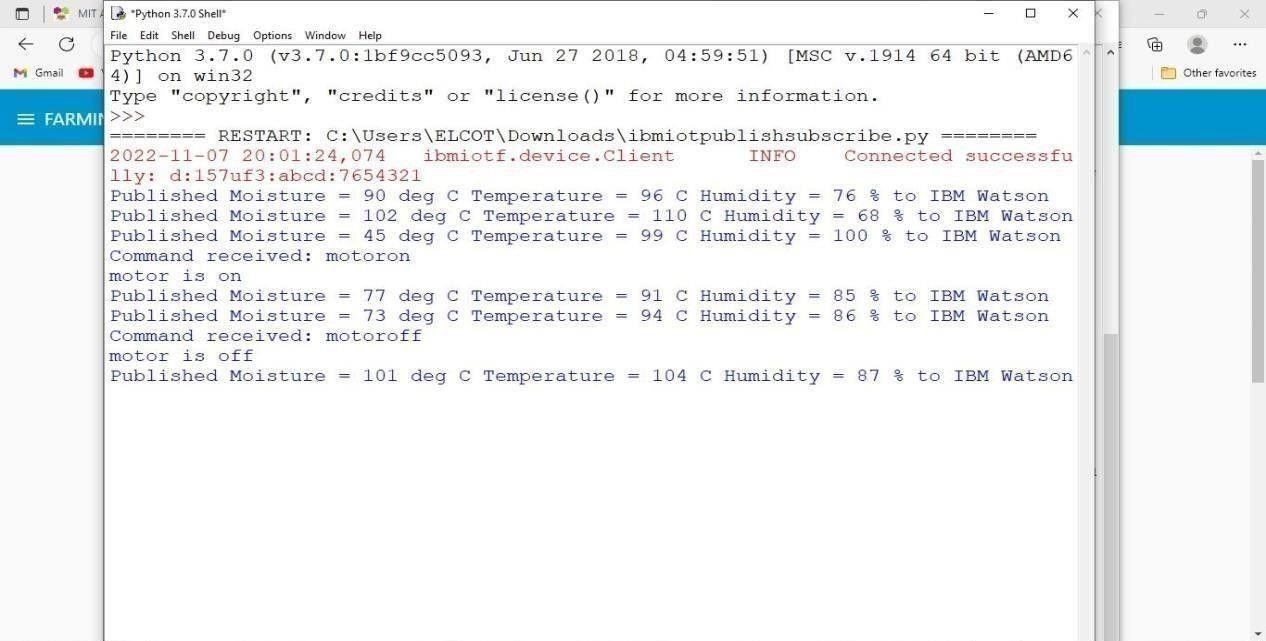 MIT
*Python 3.7.0 Shell*
File Edit Shell Debug Options Window Help
Gmail
Other favorites
FARMIN
Python 3.7.0 (v3.7.0:1bf9cc5093, Jun 27 2018, 04:59:51) [MSC v.1914 64 bit (AMD6
4)] on win32
Type "copyright", "credits" or "license()" for more information.
>>>
======== RESTART: C:\Users\ELCOT\Downloads\ibmiotpublishsubscribe.py ========
2022-11-07 20:01:24,074   ibmiotf.device.Client      INFO    Connected successfu
lly: d:157uf3:abcd:7654321
Published Moisture = 90 deg C Temperature = 96 C Humidity = 76 % to IBM Watson
Published Moisture = 102 deg C Temperature = 110 C Humidity = 68 % to IBM Watson
Published Moisture = 45 deg C Temperature = 99 C Humidity = 100 % to IBM Watson
Command received: motoron
motor is on
Published Moisture = 77 deg C Temperature = 91 C Humidity = 85 % to IBM Watson
Published Moisture = 73 deg C Temperature = 94 C Humidity = 86 % to IBM Watson
Command received: motoroff
motor is off
Published Moisture = 101 deg C Temperature = 104 C Humidity = 87 % to IBM Watson